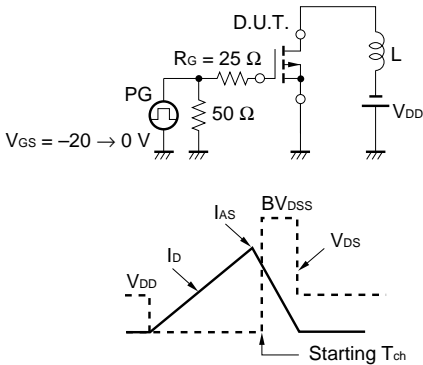 D.U.T.
RG = 25 Ω
L
PG
50 Ω
VDD
VGS = –20 → 0 V
BVDSS
IAS
VDS
ID
VDD
Starting Tch